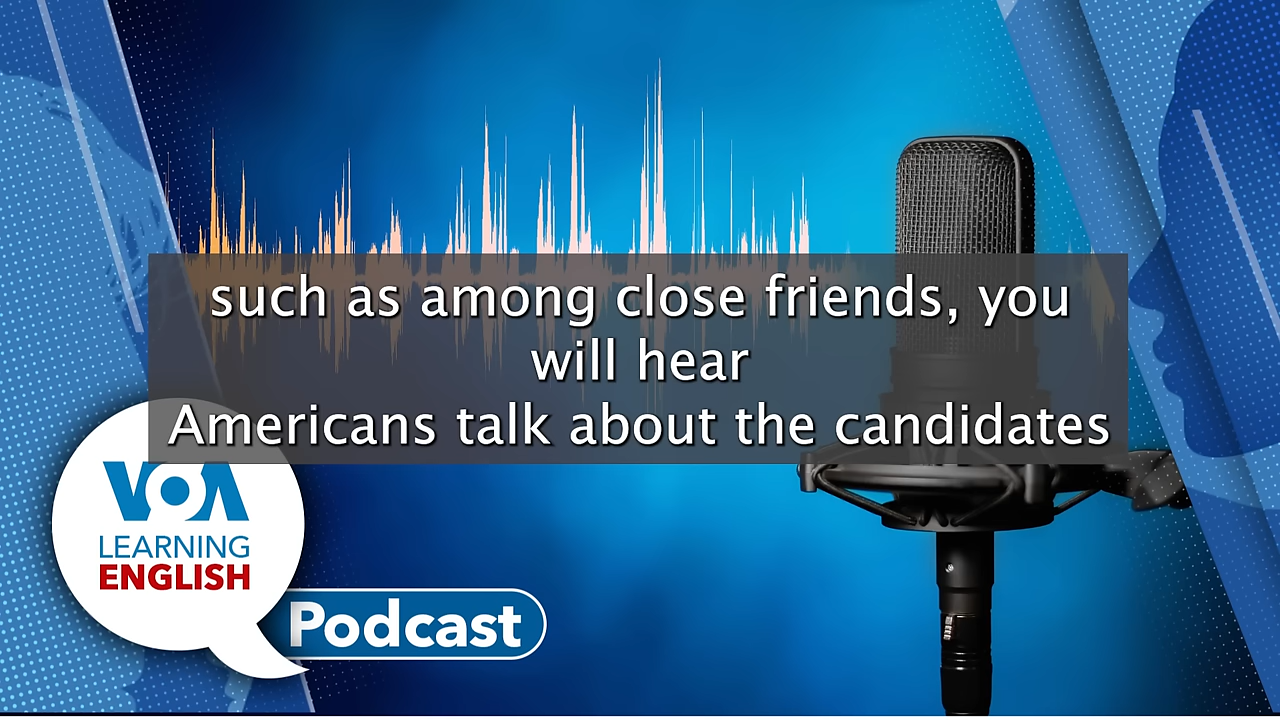 such as among close friends, you
will hear
Americans talk about the candidates
VOA
LEARNING
ENGLISH
Podcast